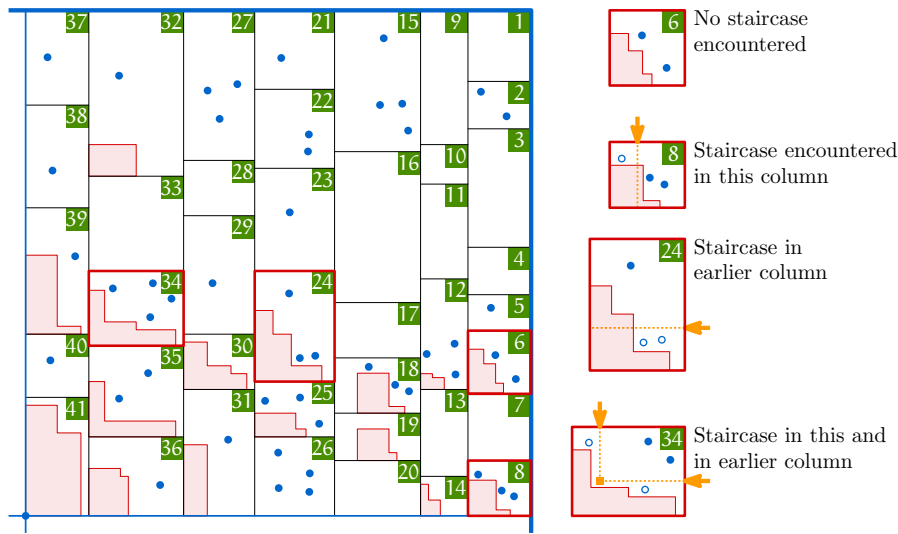 37 32 27 21 15 9 1
6 No staircase
encountered
22 2
38 3
10
28 16
33 23 11
8 Staircase encountered
in this column
39 29
4
24 Staircase in
earlier column
34 24 12
17 5
40 35 30 6
18
31 25 13 7
41 19
36 26
20 8
14
34 Staircase in this and
in earlier column